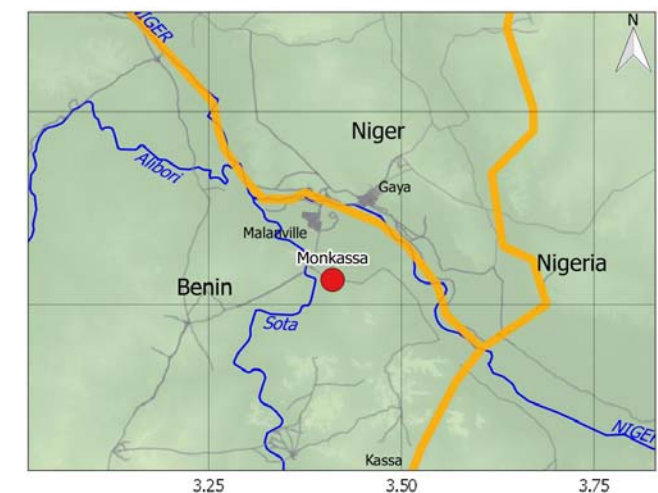 NIGER
N
Niger
Alibori
Gaya
Malanville
Monkassa
Nigeria
Benin
Sota
NIGER
Kassa
3.25 3.50 3.75